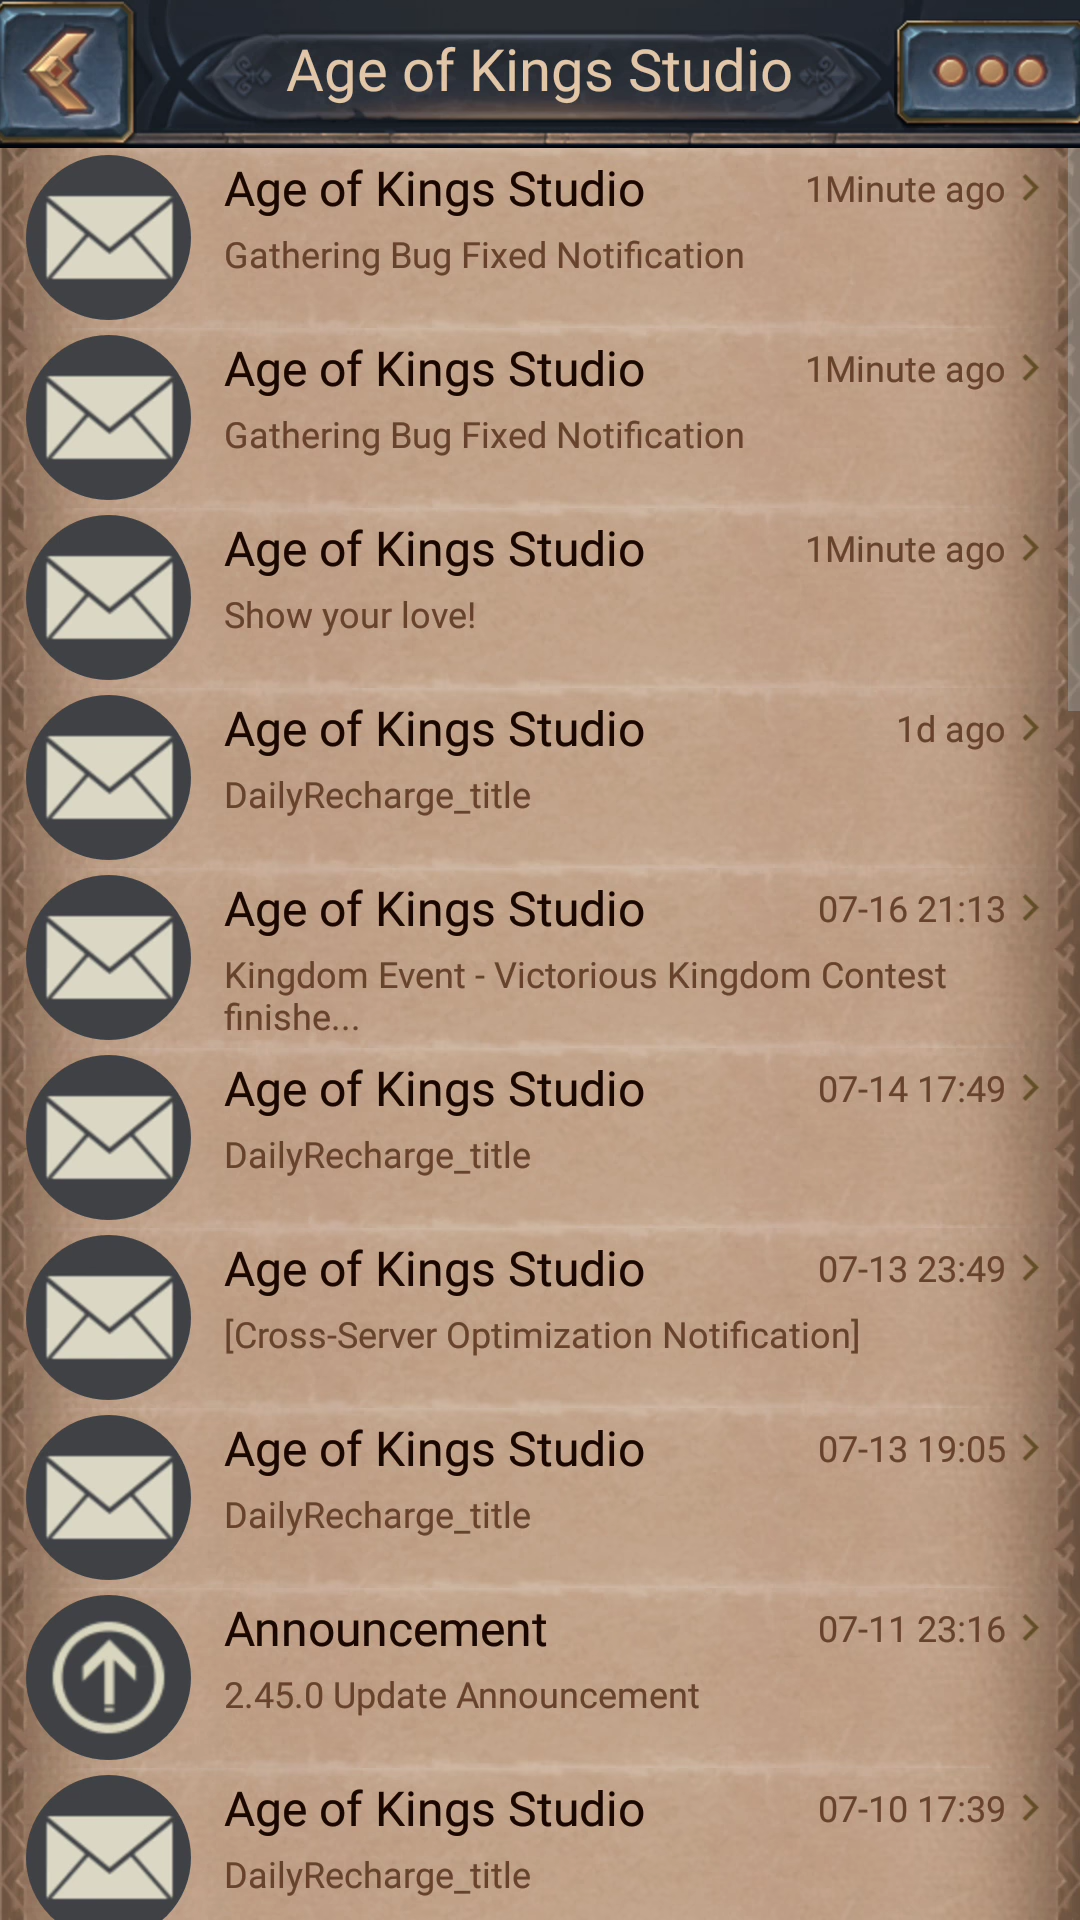 Age of Kings Studio
Age of Kings Studio 1Minute ago
Gathering Bug Fixed Notification
Age of Kings Studio 1Minute ago
Gathering Bug Fixed Notification
Age of Kings Studio 1Minute ago
Show your love!
Age of Kings Studio 1d ago
DailyRecharge_title
Age of Kings Studio 07-16 21:13
Kingdom Event - Victorious Kingdom Contest
finishe...
Age of Kings Studio 07-14 17:49
DailyRecharge_title
Age of Kings Studio 07-13 23:49
[Cross-Server Optimization Notification]
Age of Kings Studio 07-13 19:05
DailyRecharge_title
Announcement 07-11 23:16
2.45.0 Update Announcement
Age of Kings Studio 07-10 17:39
DailyRecharge_title